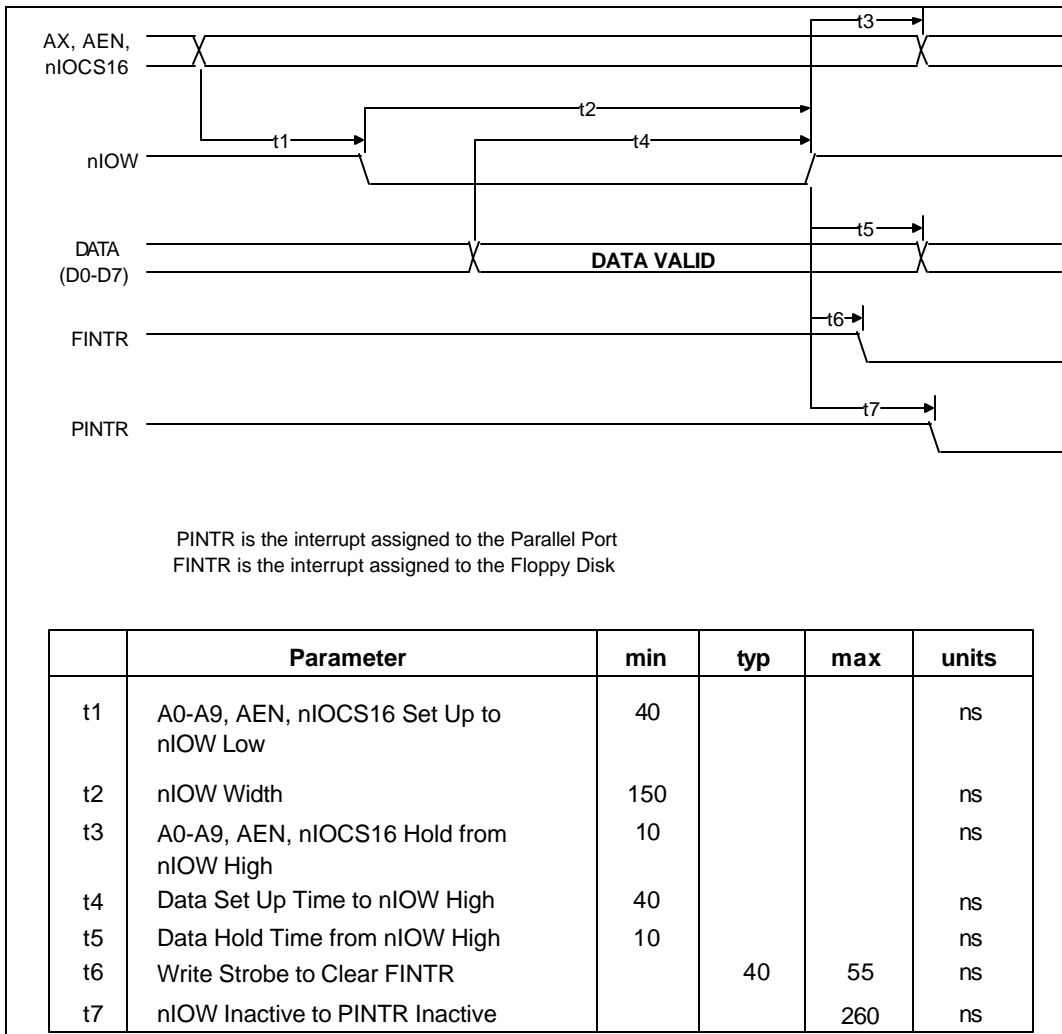 t3
AX, AEN,
nIOCS16
t2
t1
t4
nIOW
t5
DATA
(D0-D7)
DATA VALID
t6
FINTR
t7
PINTR
PINTR is the interrupt assigned to the Parallel Port
FINTR is the interrupt assigned to the Floppy Disk
Parameter min typ max units
t1 A0-A9, AEN, nIOCS16 Set Up to 40 ns
nIOW Low
t2 nIOW Width 150 ns
t3 A0-A9, AEN, nIOCS16 Hold from 10 ns
nIOW High
t4 Data Set Up Time to nIOW High 40 ns
t5 Data Hold Time from nIOW High 10 ns
t6 Write Strobe to Clear FINTR 40 55 ns
t7 nIOW Inactive to PINTR Inactive 260 ns